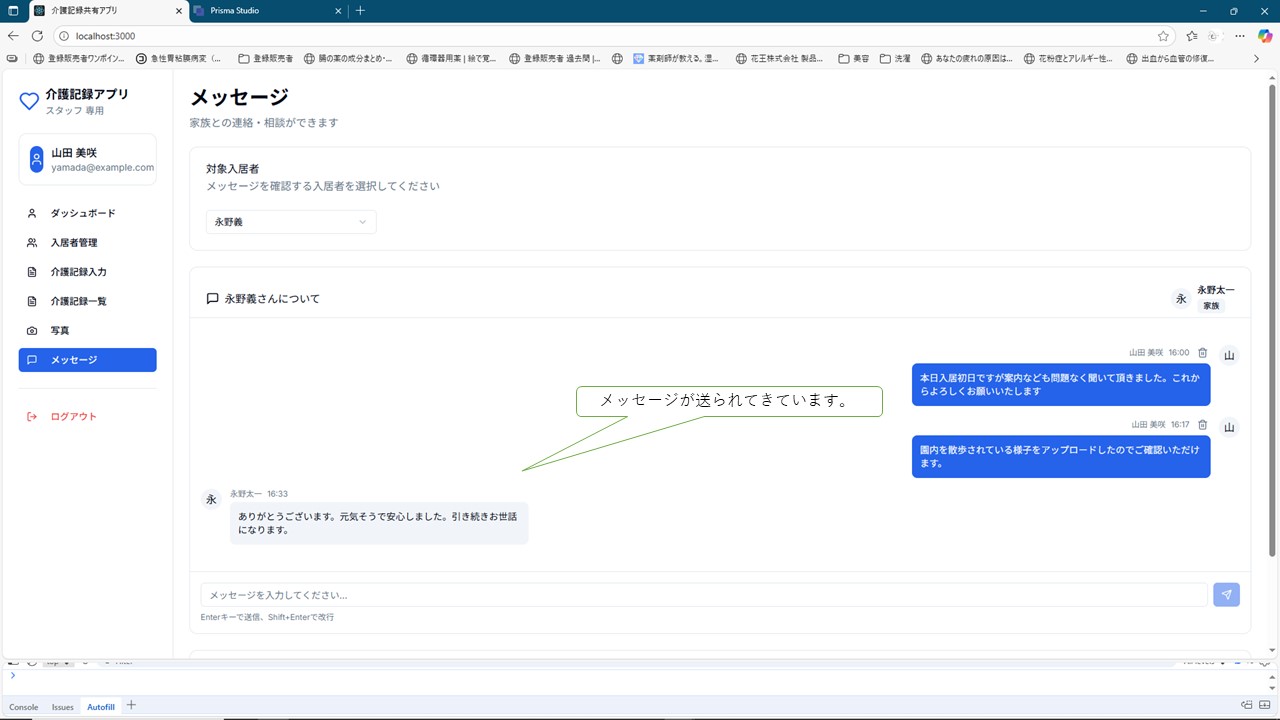 介護記録共有アプリ
Prisma Studio
localhost:3000
登録販売者ワンポイン...
急性胃粘膜病変（...
登録販売者
腸の薬の成分まとめ-...
循環器用薬 | 絵で覚...
登録販売者 過去問 |...
薬剤師が教える。湿...
花王株式会社 製品...
美容
洗濯
あなたの疲れの原因は...
花粉症とアレルギー性...
出血から血管の修復...
介護記録アプリ
スタッフ 専用
山田 美咲
yamada@example.com
ダッシュボード
入居者管理
介護記録入力
介護記録一覧
写真
メッセージ
ログアウト
メッセージ
家族との連絡・相談ができます
対象入居者
メッセージを確認する入居者を選択してください
永野義
永野義さんについて
永
永野太一
家族
山田 美咲 16:00
山
本日入居初日ですが案内なども問題なく聞いて頂きました。これか
らよろしくお願いいたします
メッセージが送られてきています。
山田 美咲 16:17
山
園内を散歩されている様子をアップロードしたのでご確認いただけ
ます。
永
永野太一 16:33
ありがとうございます。元気そうで安心しました。引き続きお世話
になります。
メッセージを入力してください...
Enterキーで送信、Shift+Enterで改行
Console
Issues
Autofill